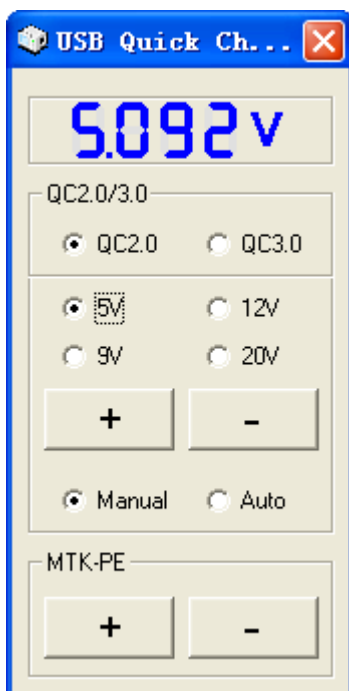 USB Quick Ch...
5.092 V
QC2.0/3.0
QC2.0 QC3.0
5V 12V
9V 20V
+ -
Manual Auto
MTK-PE
+ -